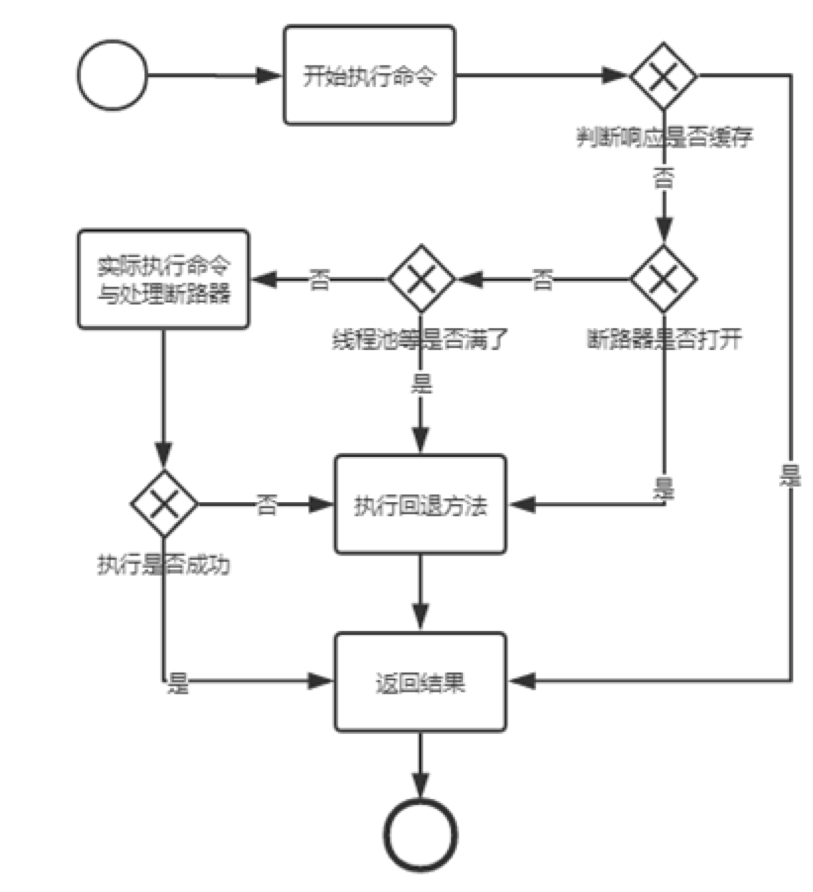 开始执行命令
判断响应是否缓存
否
实际执行命令
与处理断路器
否
否
线程池等是否满了
断路器是否打开
是
是
是
否
执行回退方法
执行是否成功
是
返回结果